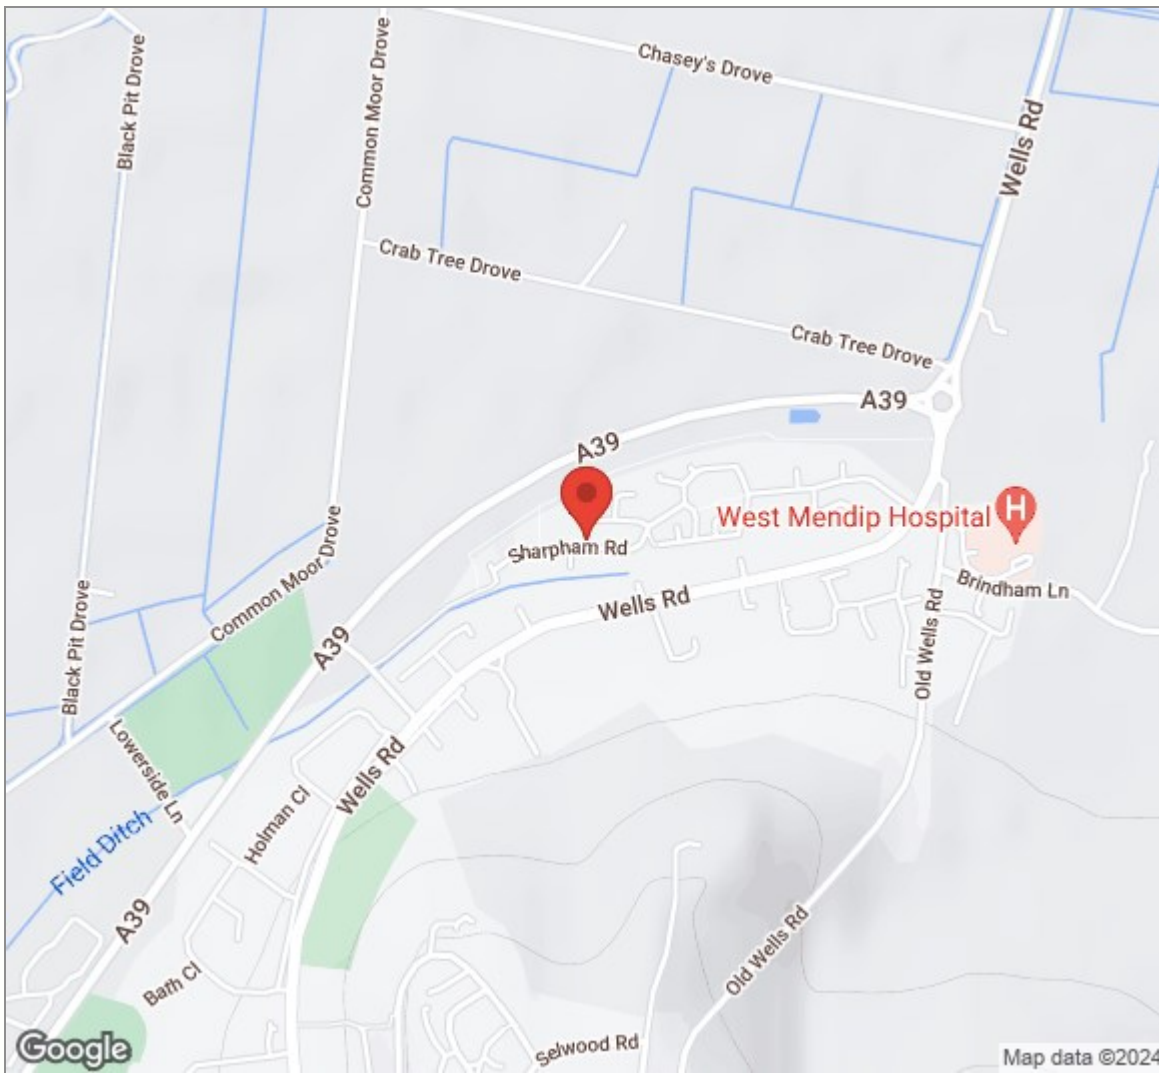 Chasey's Drove
Black Pit Drove
Common Moor Drove
Wells Rd
Crab Tree Drove
Crab Tree Drove
A39
A39
West Mendip Hospital
H
Sharpham Rd
Brindham Ln
Wells Rd
Common Moor Drove
A39
Old Wells Rd
Black Pit Drove
Lowerside Ln
Wells Rd
Holman Cl
Field Ditch
A39
Old Wells Rd
Bath Cl
Selwood Rd
Google
Map data ©2024